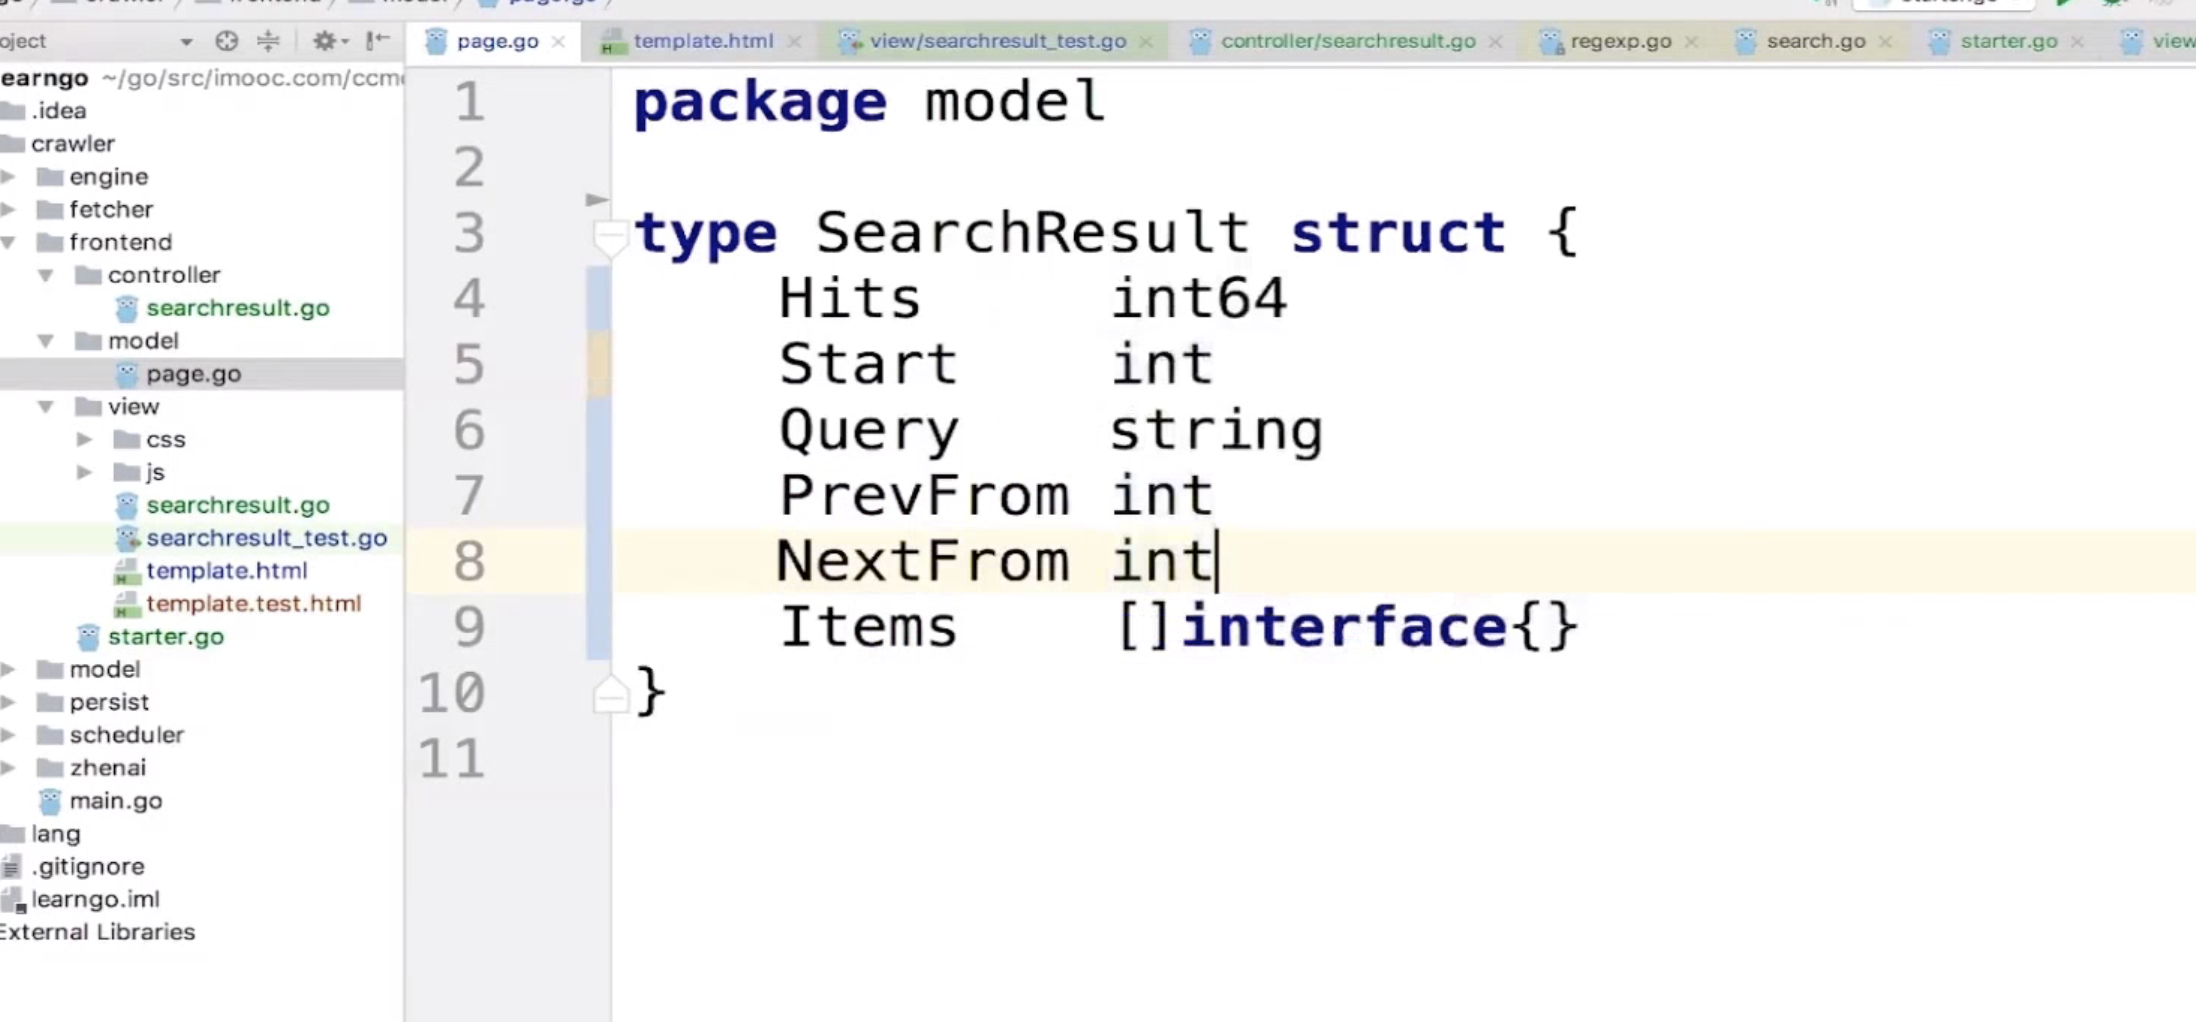 oject
page.go
template.html
view/searchresult_test.go
controller/searchresult.go
regexp.go
search.go
starter.go
view
earngo ~/go/src/imooc.com/ccm
.idea
crawler
engine
fetcher
frontend
controller
searchresult.go
model
page.go
view
css
js
searchresult.go
searchresult_test.go
template.html
template.test.html
starter.go
model
persist
scheduler
zhenai
main.go
lang
.gitignore
learngo.iml
External Libraries
1 package model
2
3 type SearchResult struct {
4 Hits int64
5 Start int
6 Query string
7 PrevFrom int
8 NextFrom int
9 Items []interface{}
10 }
11